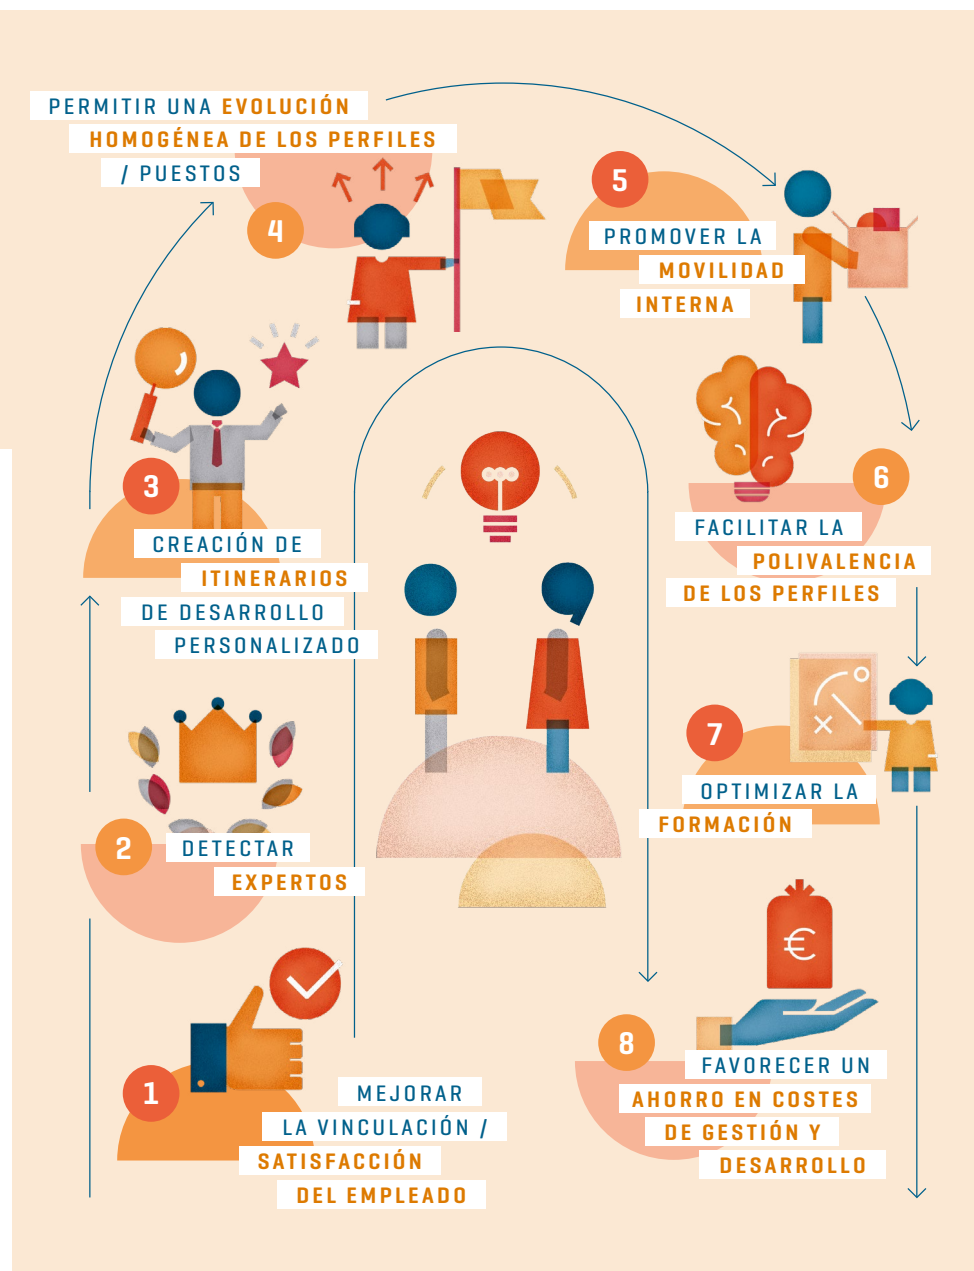 PERMITIR UNA EVOLUCIÓN
HOMOGÉNEA DE LOS PERFILES
/ PUESTOS
4
5
PROMOVER LA
MOVILIDAD
INTERNA
3
CREACIÓN DE
ITINERARIOS
DE DESARROLLO
PERSONALIZADO
6
FACILITAR LA
POLIVALENCIA
DE LOS PERFILES
2
DETECTAR
EXPERTOS
7
OPTIMIZAR LA
FORMACIÓN
1
MEJORAR
LA VINCULACIÓN /
SATISFACCIÓN
DEL EMPLEADO
€
8
FAVORECER UN
AHORRO EN COSTES
DE GESTIÓN Y
DESARROLLO